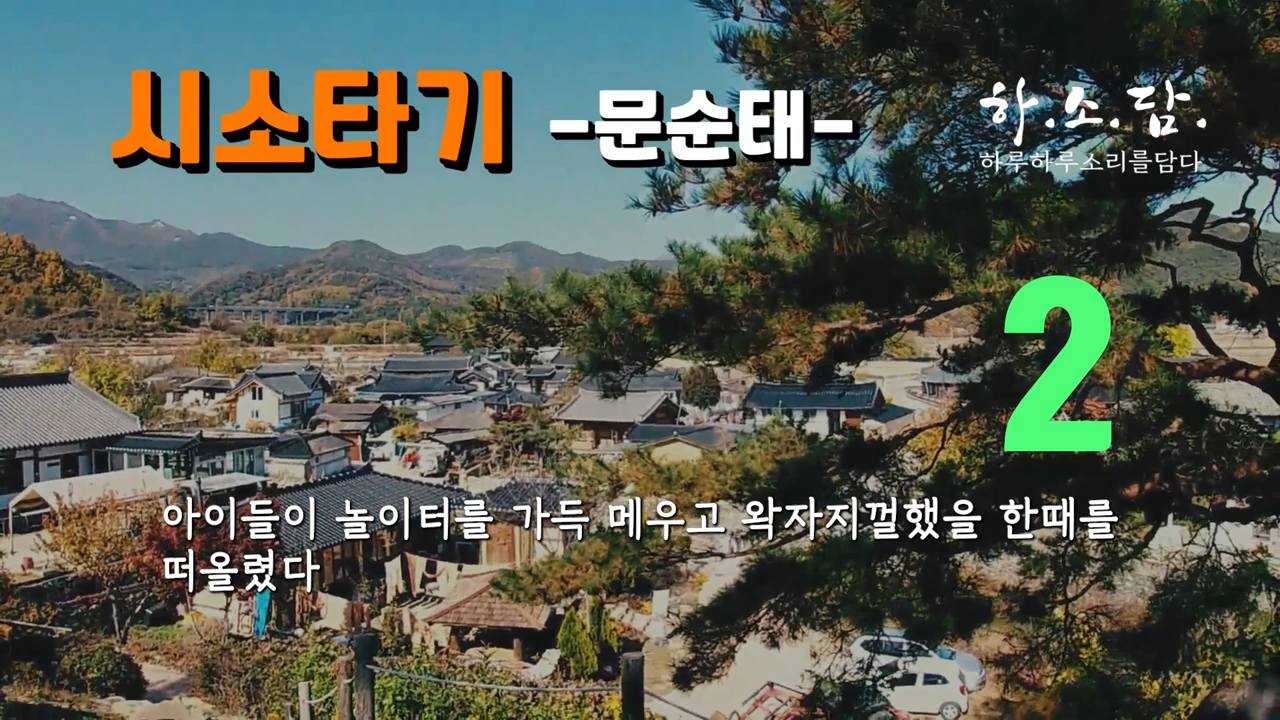 시소타기 -문순태-
하.소.담.
하루하루소리를담다
2
아이들이 놀이터를 가득 메우고 왁자지껄했을 한때를
떠올렸다